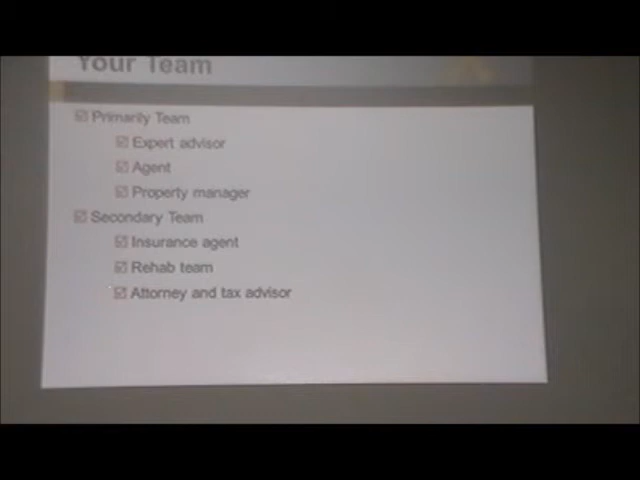 Your Team
Primarily Team
Expert advisor
Agent
Property manager
Secondary Team
Insurance agent
Rehab team
Attorney and tax advisor